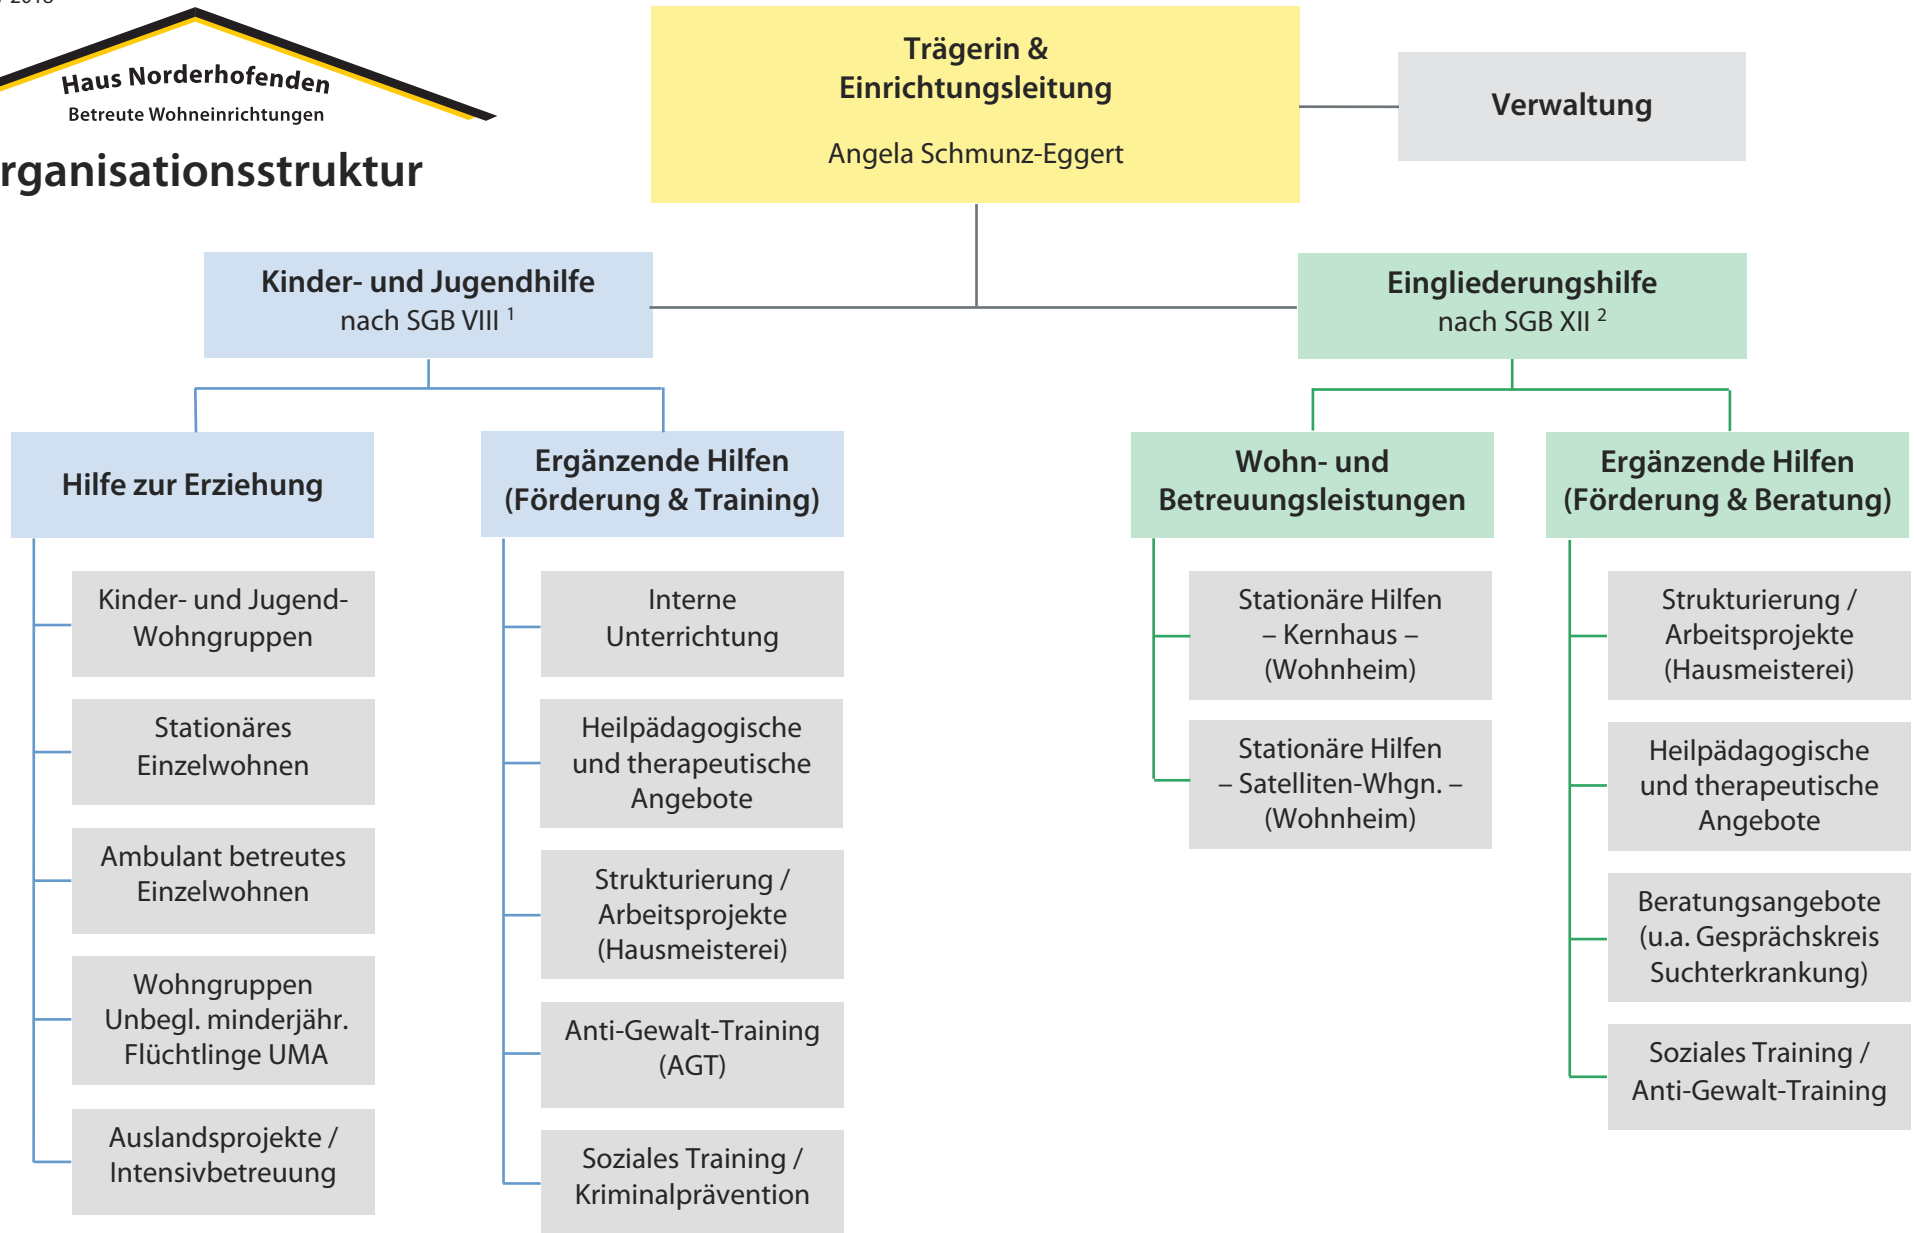 2018
Haus Norderhofenden
Betreute Wohneinrichtungen
rganisationsstruktur
Trägerin &
Einrichtungsleitung
Angela Schmunz-Eggert
Verwaltung
Kinder- und Jugendhilfe
nach SGB VIII ¹
Eingliederungshilfe
nach SGB XII ²
Hilfe zur Erziehung
Kinder- und Jugend-
Wohngruppen
Stationäres
Einzelwohnen
Ambulant betreutes
Einzelwohnen
Wohngruppen
Unbegl. minderjähr.
Flüchtlinge UMA
Auslandsprojekte /
Intensivbetreuung
Ergänzende Hilfen
(Förderung & Training)
Interne
Unterrichtung
Heilpädagogische
und therapeutische
Angebote
Strukturierung /
Arbeitsprojekte
(Hausmeisterei)
Anti-Gewalt-Training
(AGT)
Soziales Training /
Kriminalprävention
Wohn- und
Betreuungsleistungen
Stationäre Hilfen
– Kernhaus –
(Wohnheim)
Stationäre Hilfen
– Satelliten-Whgn. –
(Wohnheim)
Ergänzende Hilfen
(Förderung & Beratung)
Strukturierung /
Arbeitsprojekte
(Hausmeisterei)
Heilpädagogische
und therapeutische
Angebote
Beratungsangebote
(u.a. Gesprächskreis
Suchterkrankung)
Soziales Training /
Anti-Gewalt-Training